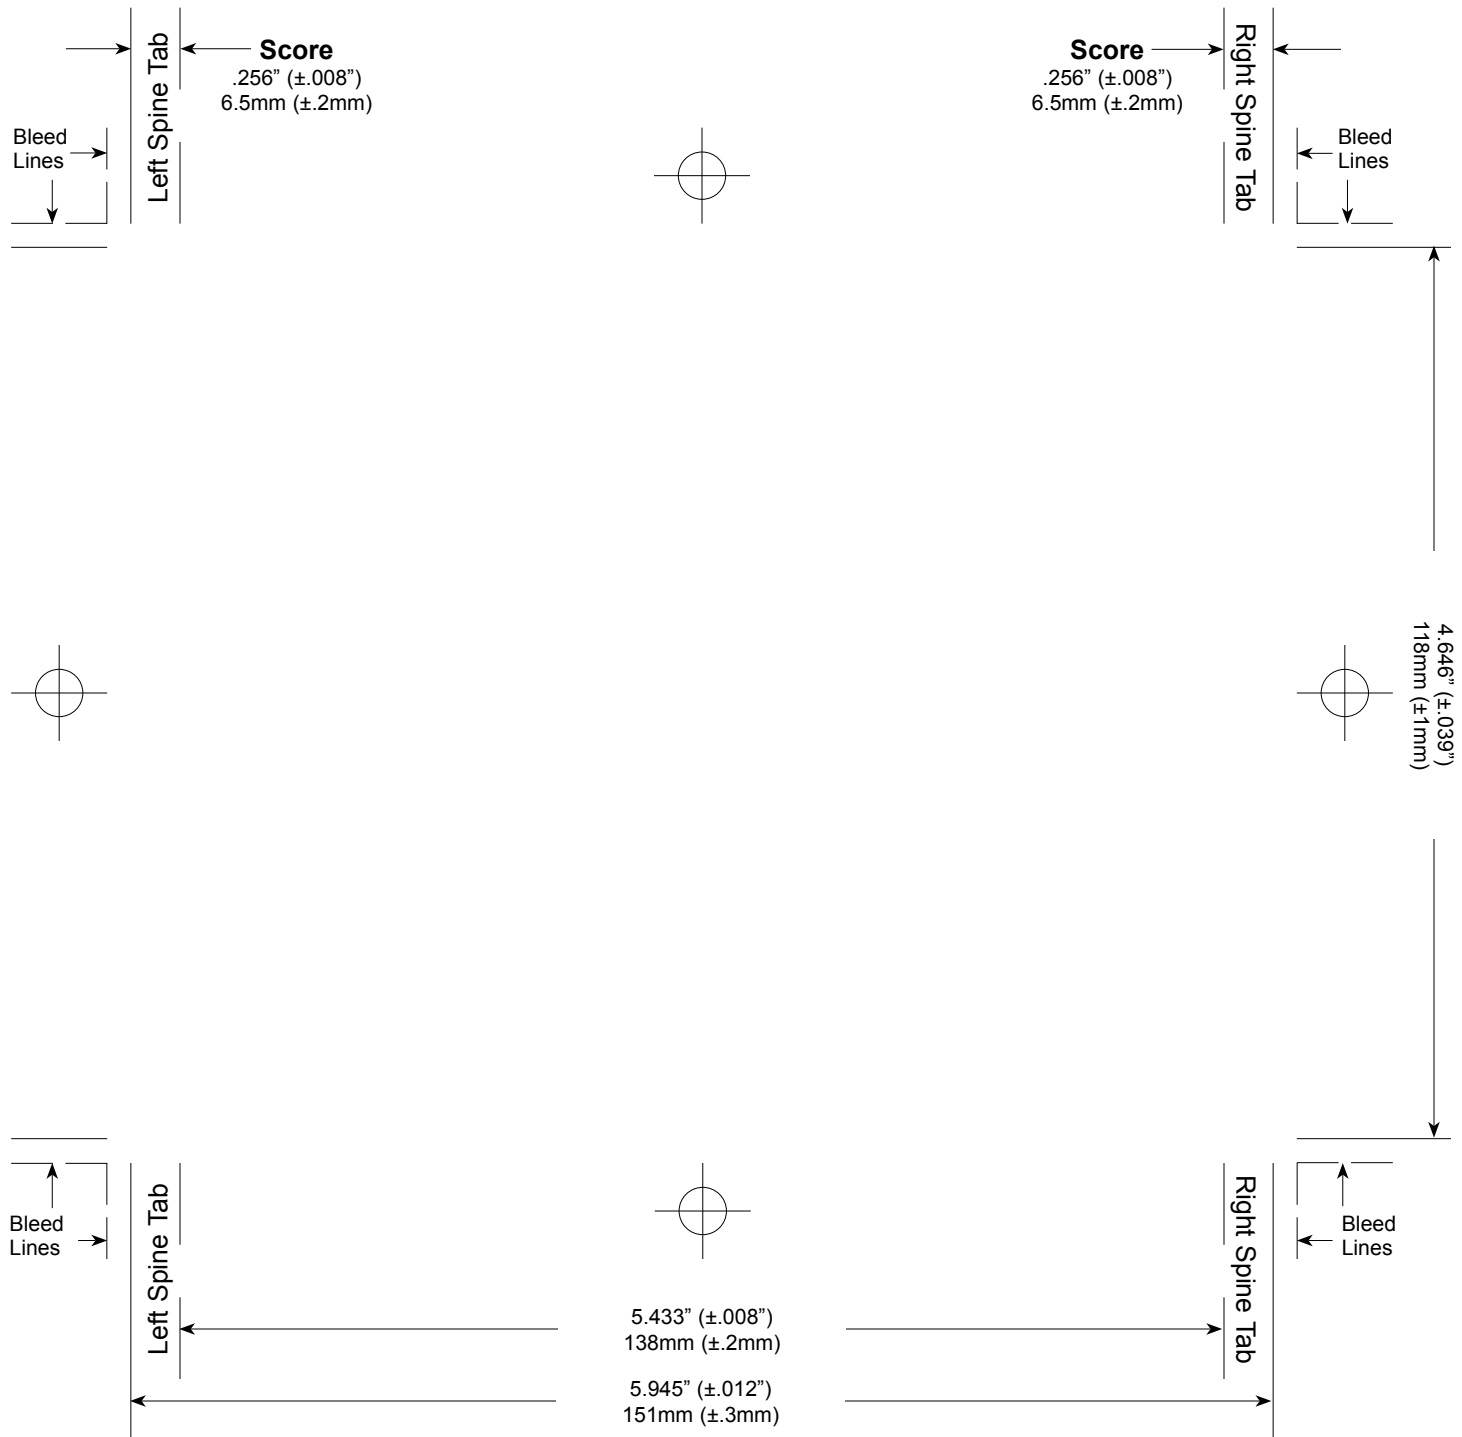 Left Spine Tab
Score
.256” (±.008”)
6.5mm (±.2mm)
Score
.256” (±.008”)
6.5mm (±.2mm)
Right Spine Tab
Bleed
Lines
Bleed
Lines
4.646” (±.039”)
118mm (±1mm)
Bleed
Lines
Left Spine Tab
Right Spine Tab
Bleed
Lines
5.433” (±.008”)
138mm (±.2mm)
5.945” (±.012”)
151mm (±.3mm)